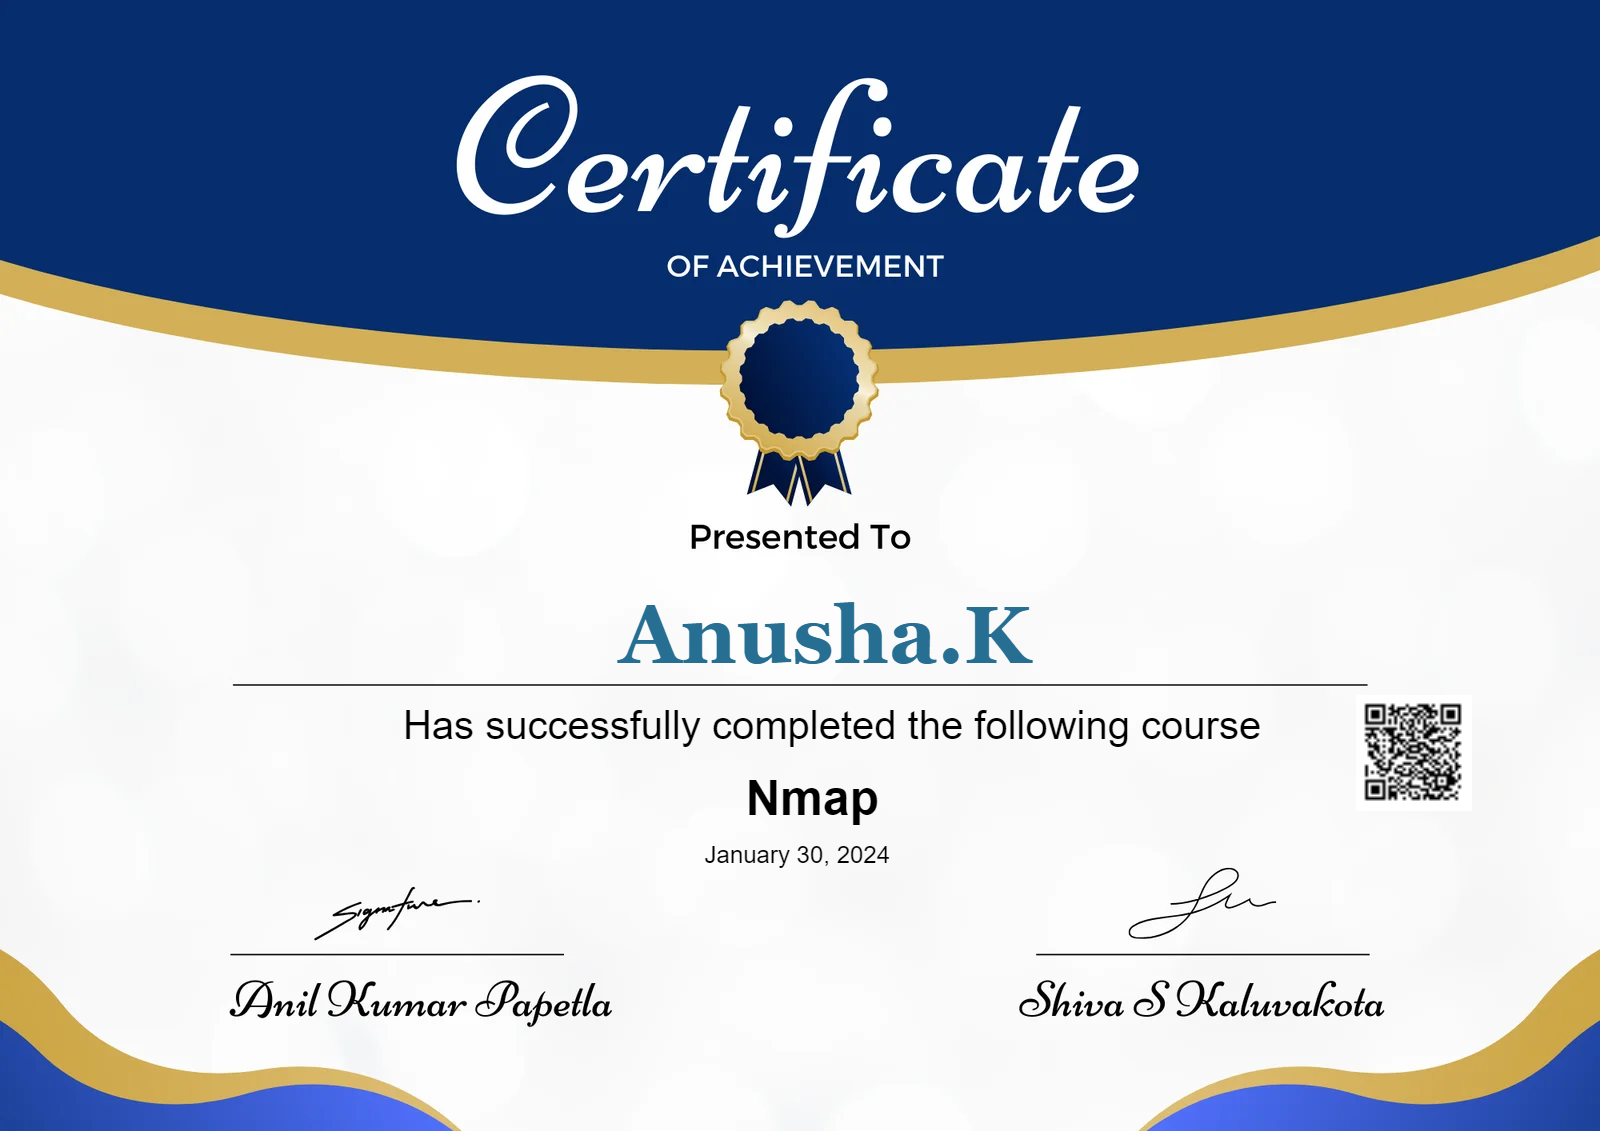 Certificate
OF ACHIEVEMENT
Presented To
Anusha.K
Has successfully completed the following course
Nmap
January 30, 2024
Signature
Anil Kumar Papetla
Shiva S Kaluvakota